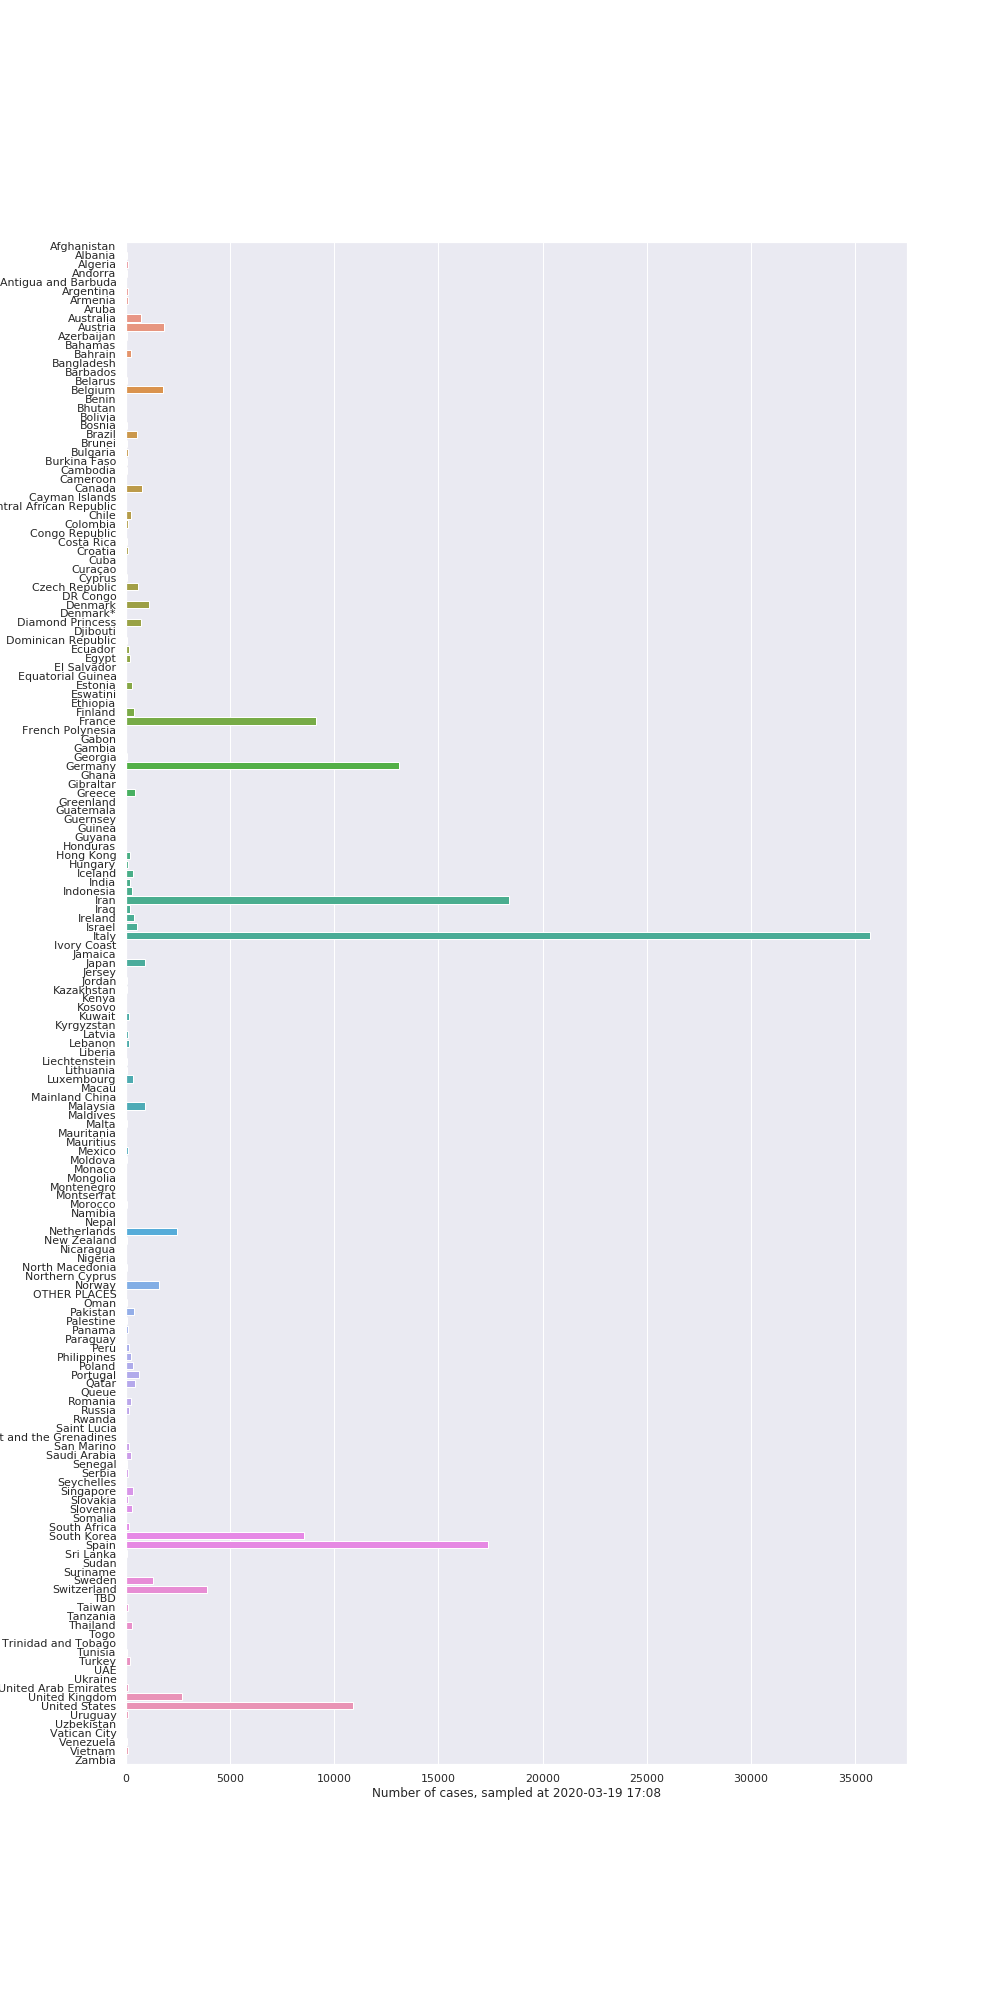 Afghanistan
Albania
Algeria
Andorra
Antigua and Barbuda
Argentina
Armenia
Aruba
Australia
Austria
Azerbaijan
Bahamas
Bahrain
Bangladesh
Barbados
Belarus
Belgium
Benin
Bhutan
Bolivia
Bosnia
Brazil
Brunei
Bulgaria
Burkina Faso
Cambodia
Cameroon
Canada
Cayman Islands
ntral African Republic
Chile
Colombia
Congo Republic
Costa Rica
Croatia
Cuba
Curaçao
Cyprus
Czech Republic
DR Congo
Denmark
Denmark*
Diamond Princess
Djibouti
Dominican Republic
Ecuador
Egypt
El Salvador
Equatorial Guinea
Estonia
Eswatini
Ethiopia
Finland
France
French Polynesia
Gabon
Gambia
Georgia
Germany
Ghana
Gibraltar
Greece
Greenland
Guatemala
Guernsey
Guinea
Guyana
Honduras
Hong Kong
Hungary
Iceland
India
Indonesia
Iran
Iraq
Ireland
Israel
Italy
Ivory Coast
Jamaica
Japan
Jersey
Jordan
Kazakhstan
Kenya
Kosovo
Kuwait
Kyrgyzstan
Latvia
Lebanon
Liberia
Liechtenstein
Lithuania
Luxembourg
Macau
Mainland China
Malaysia
Maldives
Malta
Mauritania
Mauritius
Mexico
Moldova
Monaco
Mongolia
Montenegro
Montserrat
Morocco
Namibia
Nepal
Netherlands
New Zealand
Nicaragua
Nigeria
North Macedonia
Northern Cyprus
Norway
OTHER PLACES
Oman
Pakistan
Palestine
Panama
Paraguay
Peru
Philippines
Poland
Portugal
Qatar
Queue
Romania
Russia
Rwanda
Saint Lucia
t and the Grenadines
San Marino
Saudi Arabia
Senegal
Serbia
Seychelles
Singapore
Slovakia
Slovenia
Somalia
South Africa
South Korea
Spain
Sri Lanka
Sudan
Suriname
Sweden
Switzerland
TBD
Taiwan
Tanzania
Thailand
Togo
Trinidad and Tobago
Tunisia
Turkey
UAE
Ukraine
United Arab Emirates
United Kingdom
United States
Uruguay
Uzbekistan
Vatican City
Venezuela
Vietnam
Zambia
0 5000 10000 15000 20000 25000 30000 35000
Number of cases, sampled at 2020-03-19 17:08